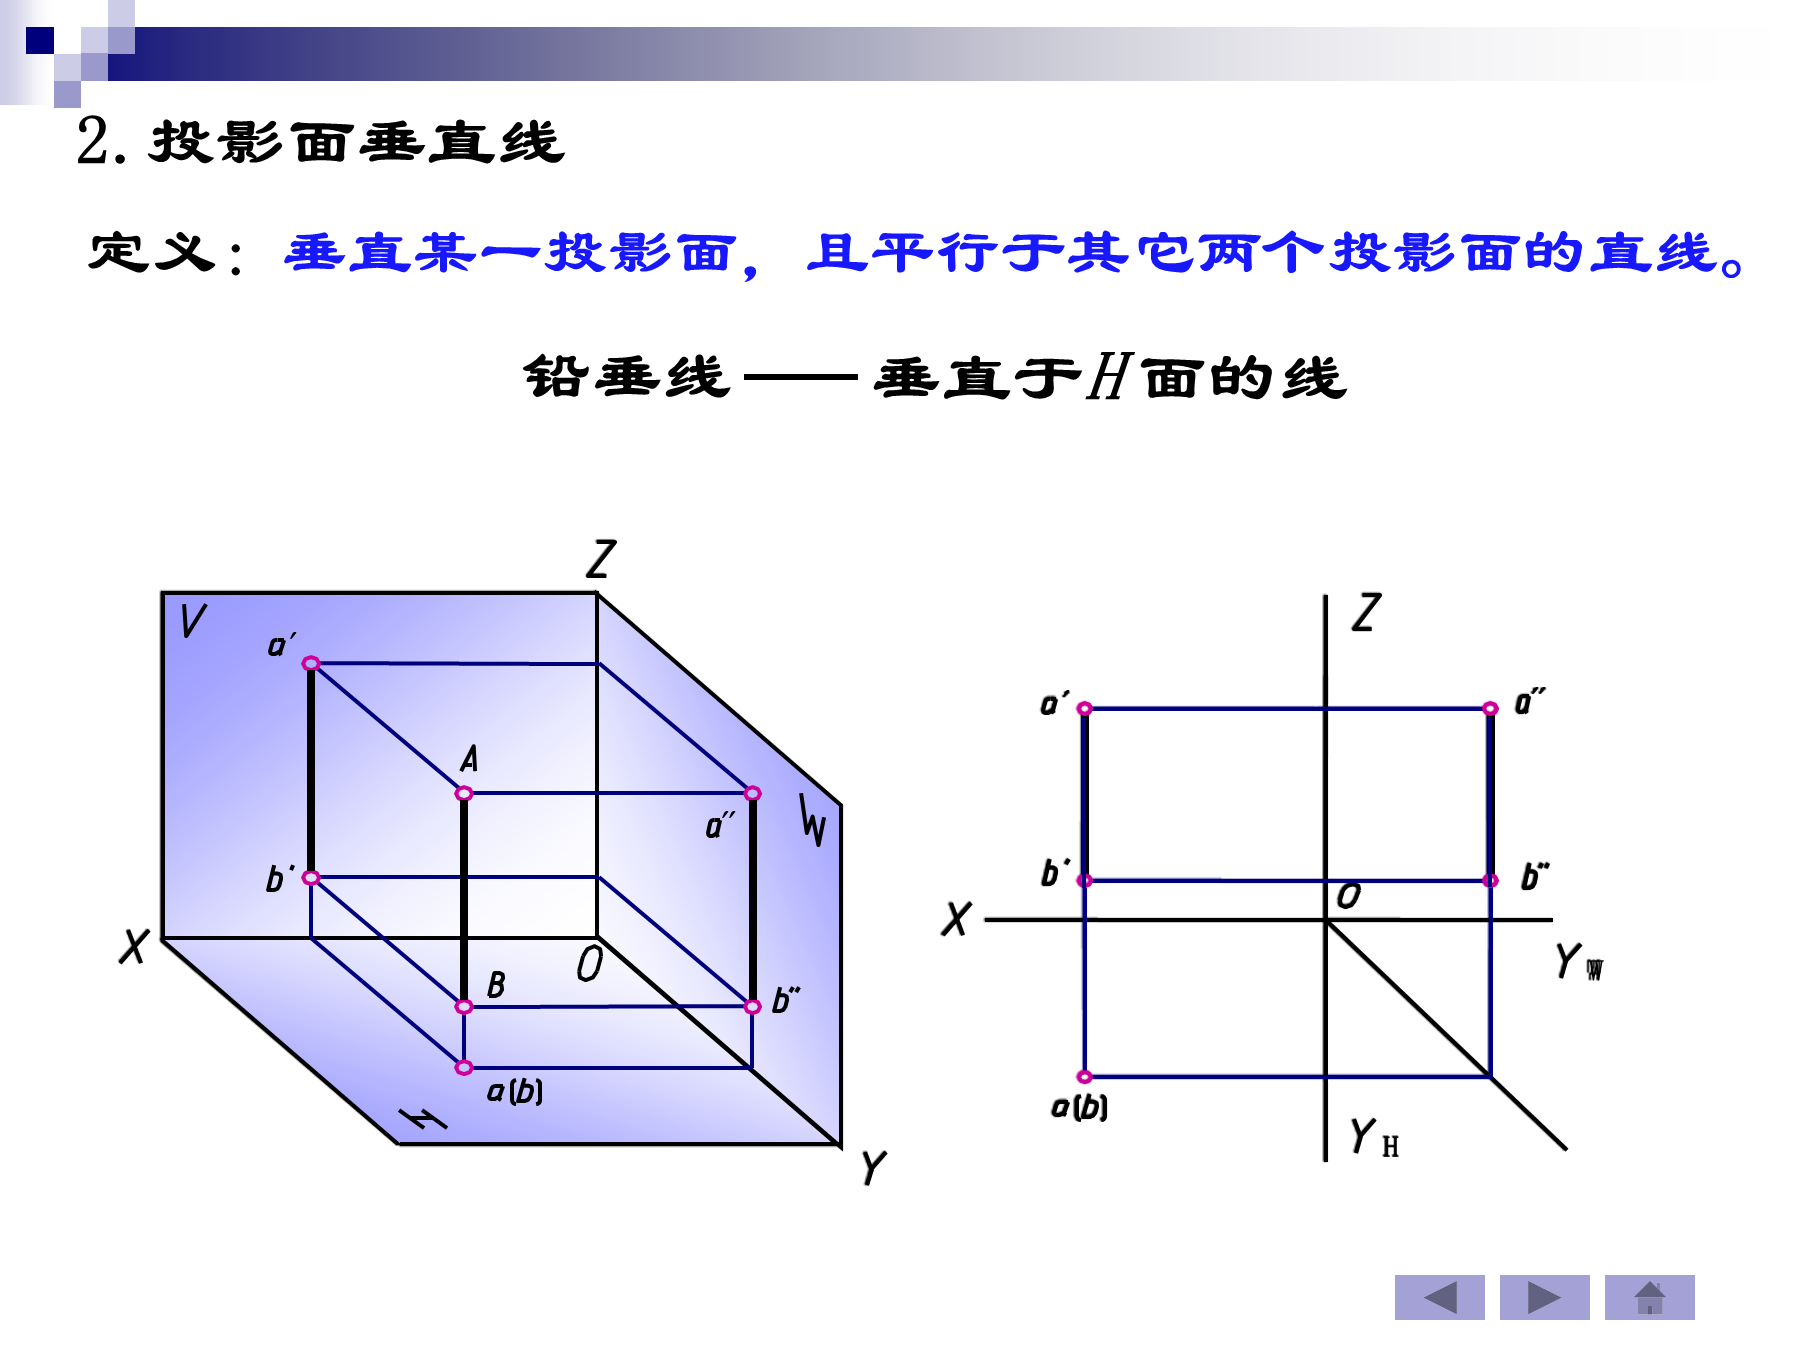 2.投影面垂直线
定义：垂直某一投影面，且平行于其它两个投影面的直线。
铅垂线——垂直于H面的线
Z
V
a′
A
a″
W
b′
X
O
B
b″
a(b)
H
Y
Z
a′
a″
b′
b″
O
X
Y W
a(b)
Y H